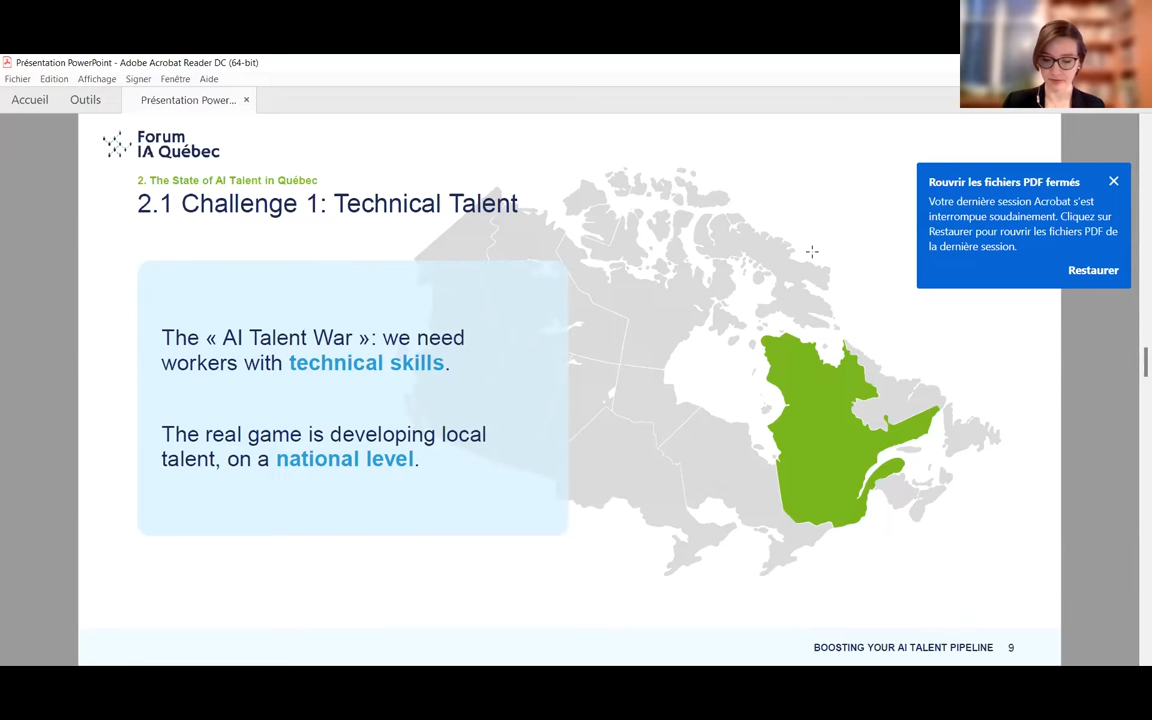 Présentation PowerPoint - Adobe Acrobat Reader DC (64-bit)
Fichier Edition Affichage Signer Fenêtre Aide
Accueil Outils Présentation Power... ×
Forum
IA Québec
2. The State of AI Talent in Québec
2.1 Challenge 1: Technical Talent
The « AI Talent War »: we need
workers with technical skills.
The real game is developing local
talent, on a national level.
Rouvrir les fichiers PDF fermés
Votre dernière session Acrobat s'est
interrompue soudainement. Cliquez sur
Restaurer pour rouvrir les fichiers PDF de
la dernière session.
Restaurer
BOOSTING YOUR AI TALENT PIPELINE 9